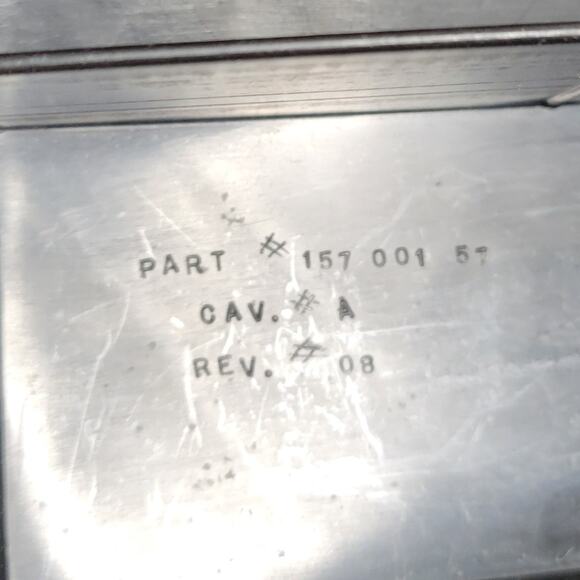 PART # 157 001 57
CAV. # A
REV. # 08